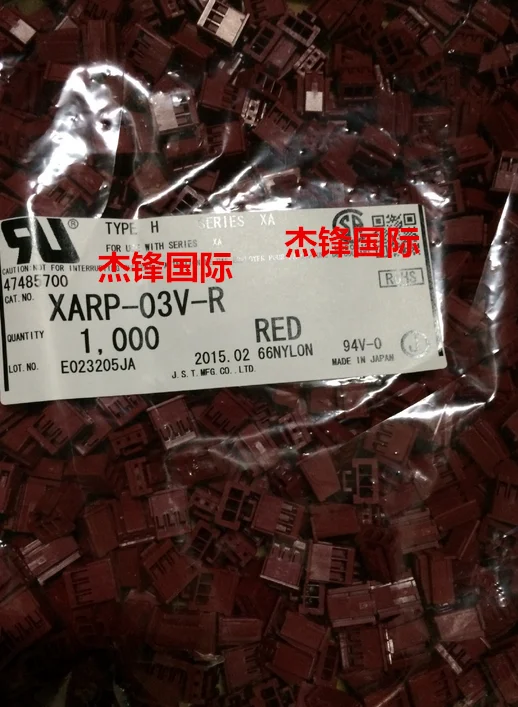 TYPE H SERIES XA
FOR USE WITH SERIES XA
CAUTION:NOT FOR INTERRUPTING
杰锋国际
杰锋国际
47485700
RoHS
CAT. NO. XARP-03V-R
QUANTITY 1,000 RED
2015.02 66NYLON 94V-0
LOT. NO. E023205JA MADE IN JAPAN J
J.S.T.MFG.CO.,LTD.